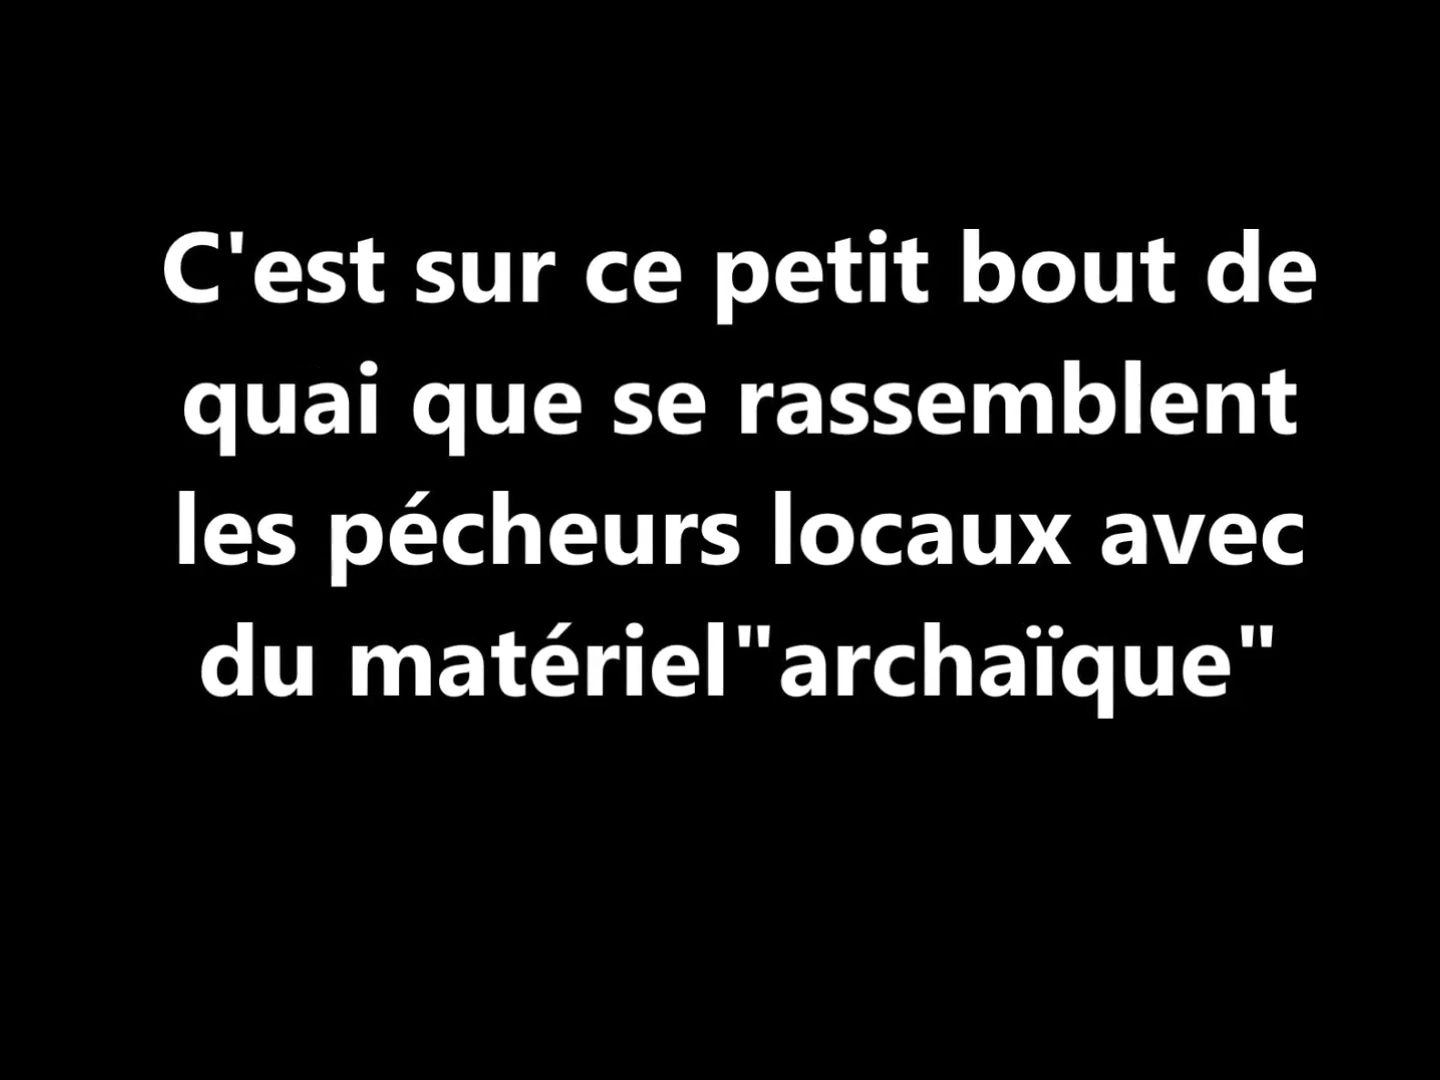 C'est sur ce petit bout de
quai que se rassemblent
les pécheurs locaux avec
du matériel"archaïque"